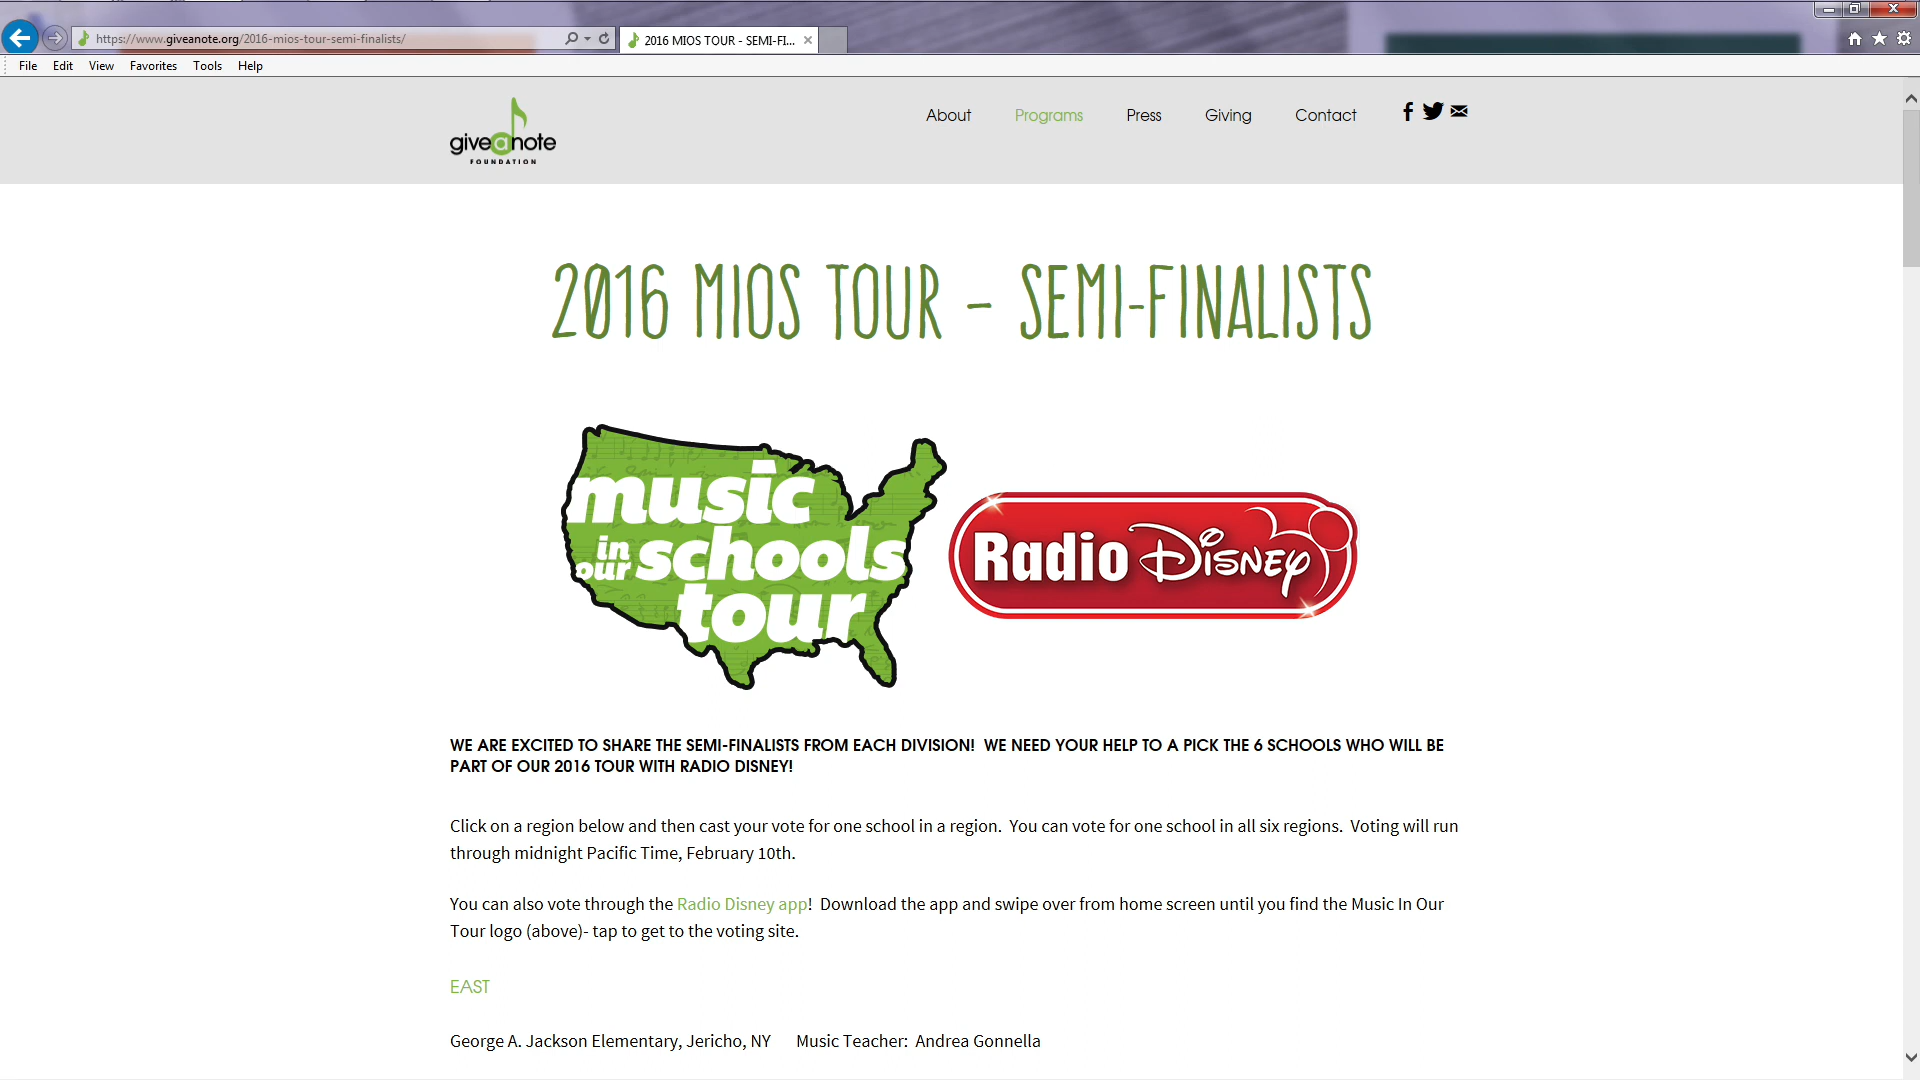 https://www.giveanote.org/2016-mios-tour-semi-finalists/
2016 MIOS TOUR - SEMI-FI...
File Edit View Favorites Tools Help
giveanote
FOUNDATION
About Programs Press Giving Contact
2016 MIOS TOUR – SEMI-FINALISTS
music
in our schools
tour
Radio Disney
WE ARE EXCITED TO SHARE THE SEMI-FINALISTS FROM EACH DIVISION!  WE NEED YOUR HELP TO A PICK THE 6 SCHOOLS WHO WILL BE
PART OF OUR 2016 TOUR WITH RADIO DISNEY!
Click on a region below and then cast your vote for one school in a region.  You can vote for one school in all six regions.  Voting will run
through midnight Pacific Time, February 10th.
You can also vote through the Radio Disney app!  Download the app and swipe over from home screen until you find the Music In Our
Tour logo (above)- tap to get to the voting site.
EAST
George A. Jackson Elementary, Jericho, NY      Music Teacher:  Andrea Gonnella